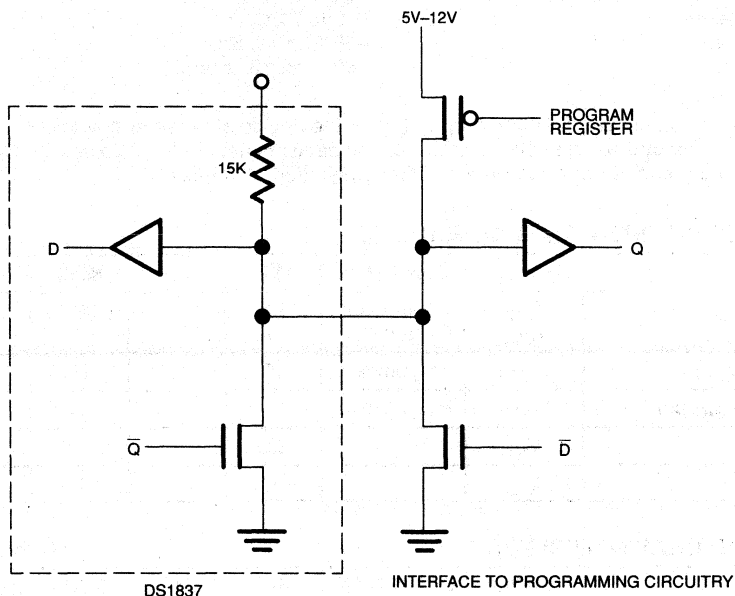 5V–12V
PROGRAM
REGISTER
15K
D
Q
Q̅
D̅
DS1837
INTERFACE TO PROGRAMMING CIRCUITRY